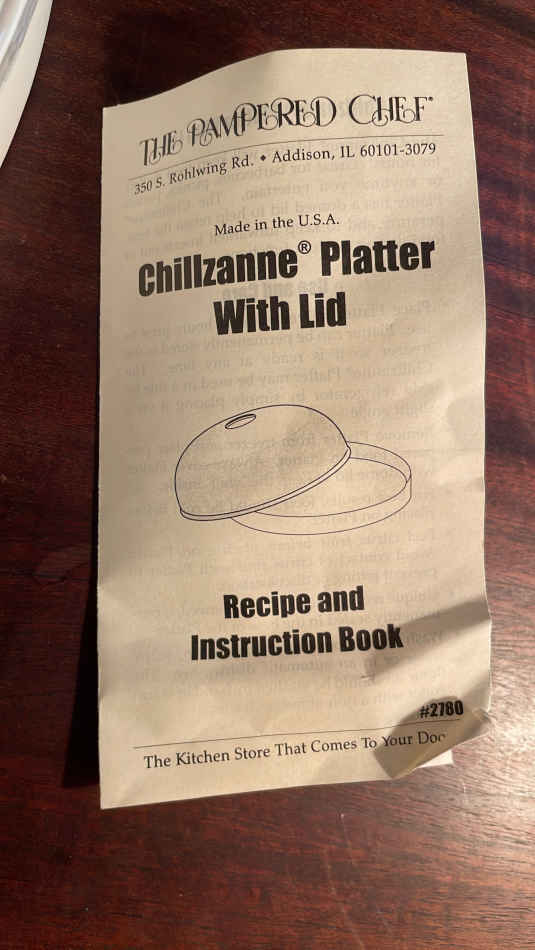 THE PAMPERED CHEF®
350 S. Rohlwing Rd. • Addison, IL 60101-3079
Made in the U.S.A.
Chillzanne® Platter
With Lid
Recipe and
Instruction Book
#2780
The Kitchen Store That Comes To Your Doo